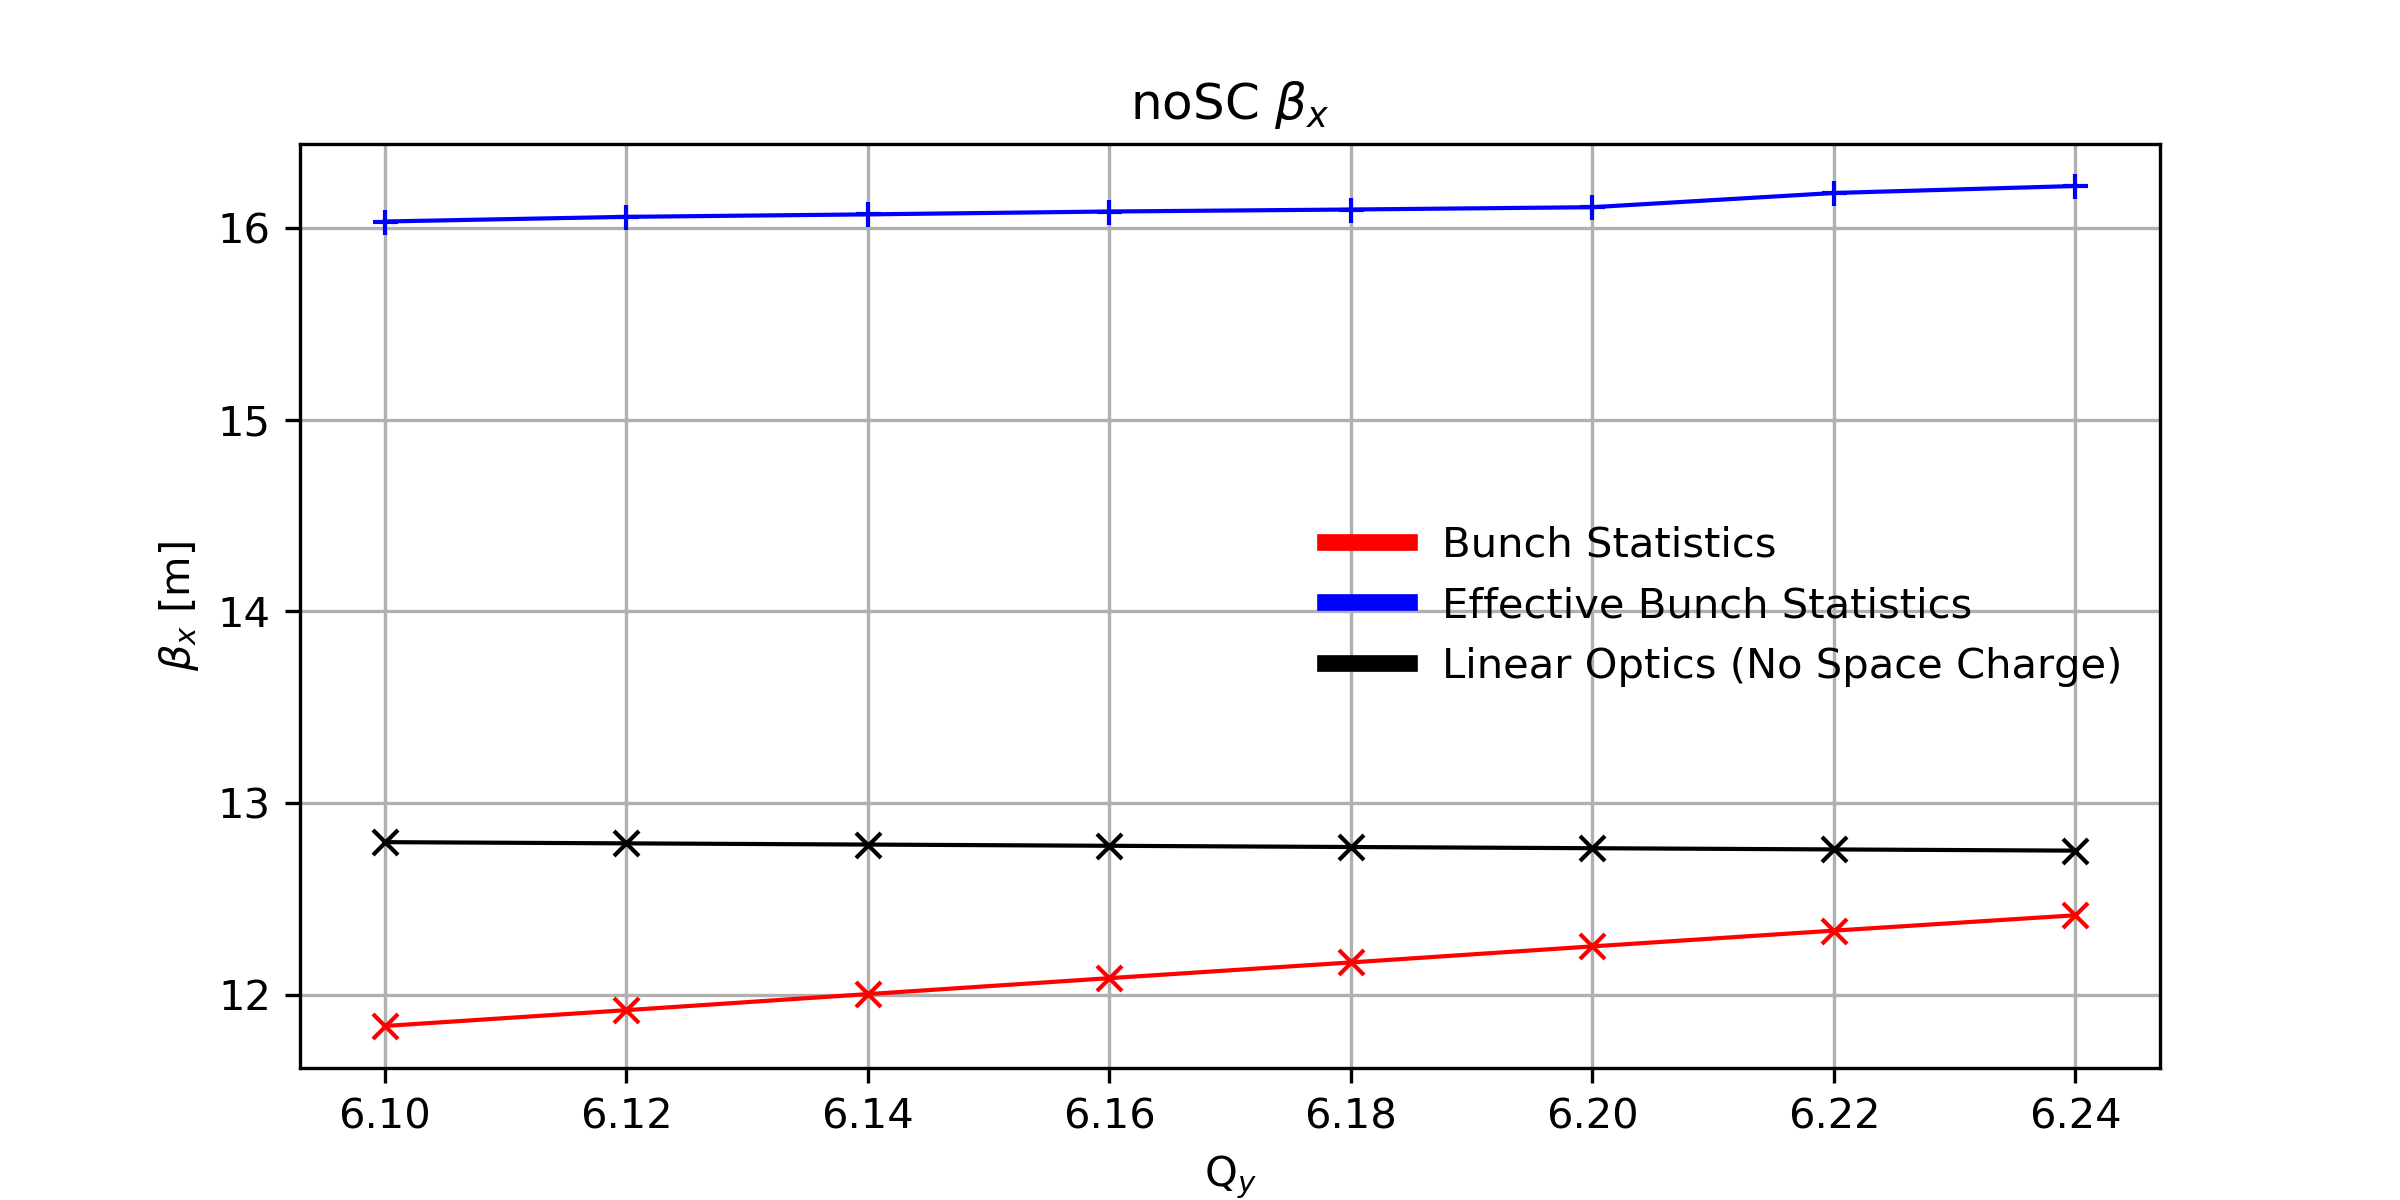 noSC βx
16
15
14
13
12
βx [m]
Bunch Statistics
Effective Bunch Statistics
Linear Optics (No Space Charge)
6.10 6.12 6.14 6.16 6.18 6.20 6.22 6.24
Qy